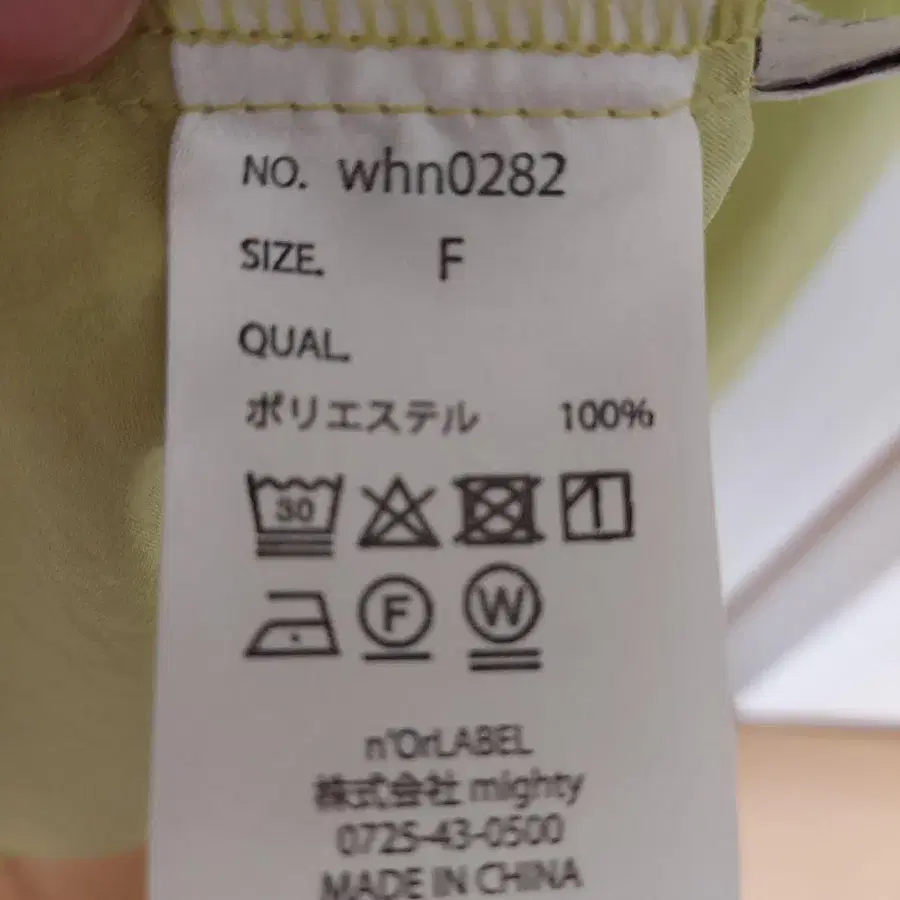 NO. whn0282
SIZE. F
QUAL.
ポリエステル 100%
30
F
W
n'OrLABEL
株式会社 mighty
0725-43-0500
MADE IN CHINA